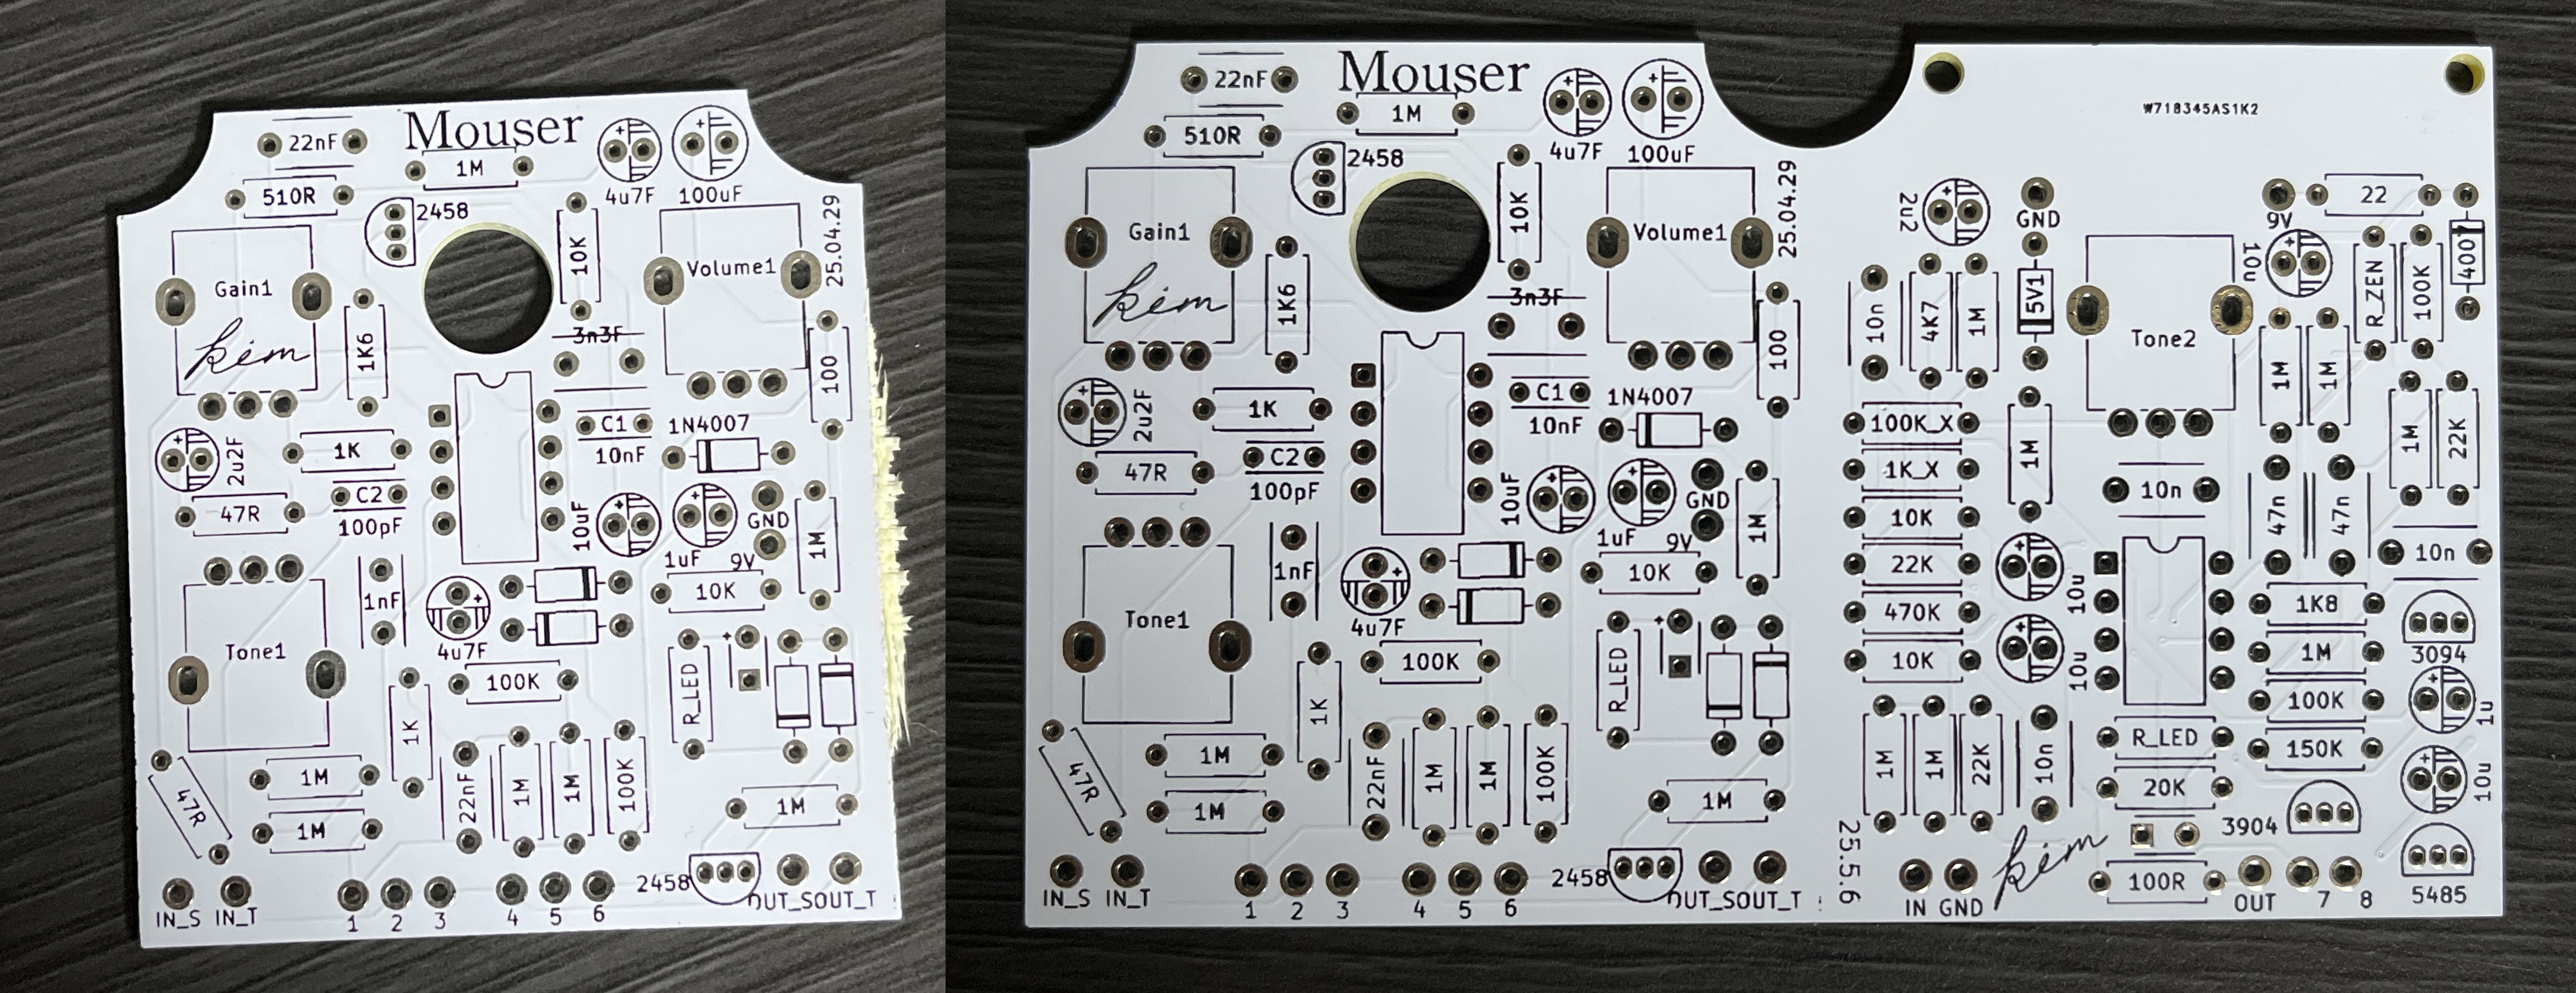 22nF
Mouser
510R
1M
4u7F
100uF
2458
25.04.29
Gain1
10K
Volume1
kim
1K6
3n3F
100
2u2F
1K
C1
10nF
1N4007
47R
C2
100pF
10uF
1uF
GND
9V
1M
10K
1nF
4u7F
Tone1
100K
R_LED
1K
47R
1M
1M
22nF
1M
1M
100K
1M
2458
OUT_S
OUT_T
IN_S
IN_T
1
2
3
4
5
6
22nF
Mouser
510R
1M
4u7F
100uF
2458
25.04.29
Gain1
10K
Volume1
kim
1K6
3n3F
100
2u2F
1K
C1
10nF
1N4007
47R
C2
100pF
10uF
1uF
GND
9V
1M
10K
1nF
4u7F
Tone1
100K
R_LED
1K
47R
1M
1M
22nF
1M
1M
100K
1M
2458
OUT_S
OUT_T
IN_S
IN_T
1
2
3
4
5
6
W718345AS1K2
2u2
GND
9V
22
10u
R_ZEN
100K
400
10n
4K7
1M
5V1
Tone2
1M
1M
100K_X
1K_X
1M
10n
47n
47n
1M
22K
10n
10K
22K
470K
10K
10u
10u
1K8
1M
100K
150K
3094
1u
10u
1M
1M
22K
10n
R_LED
20K
3904
25.5.6
kim
IN
GND
100R
OUT
7
8
5485